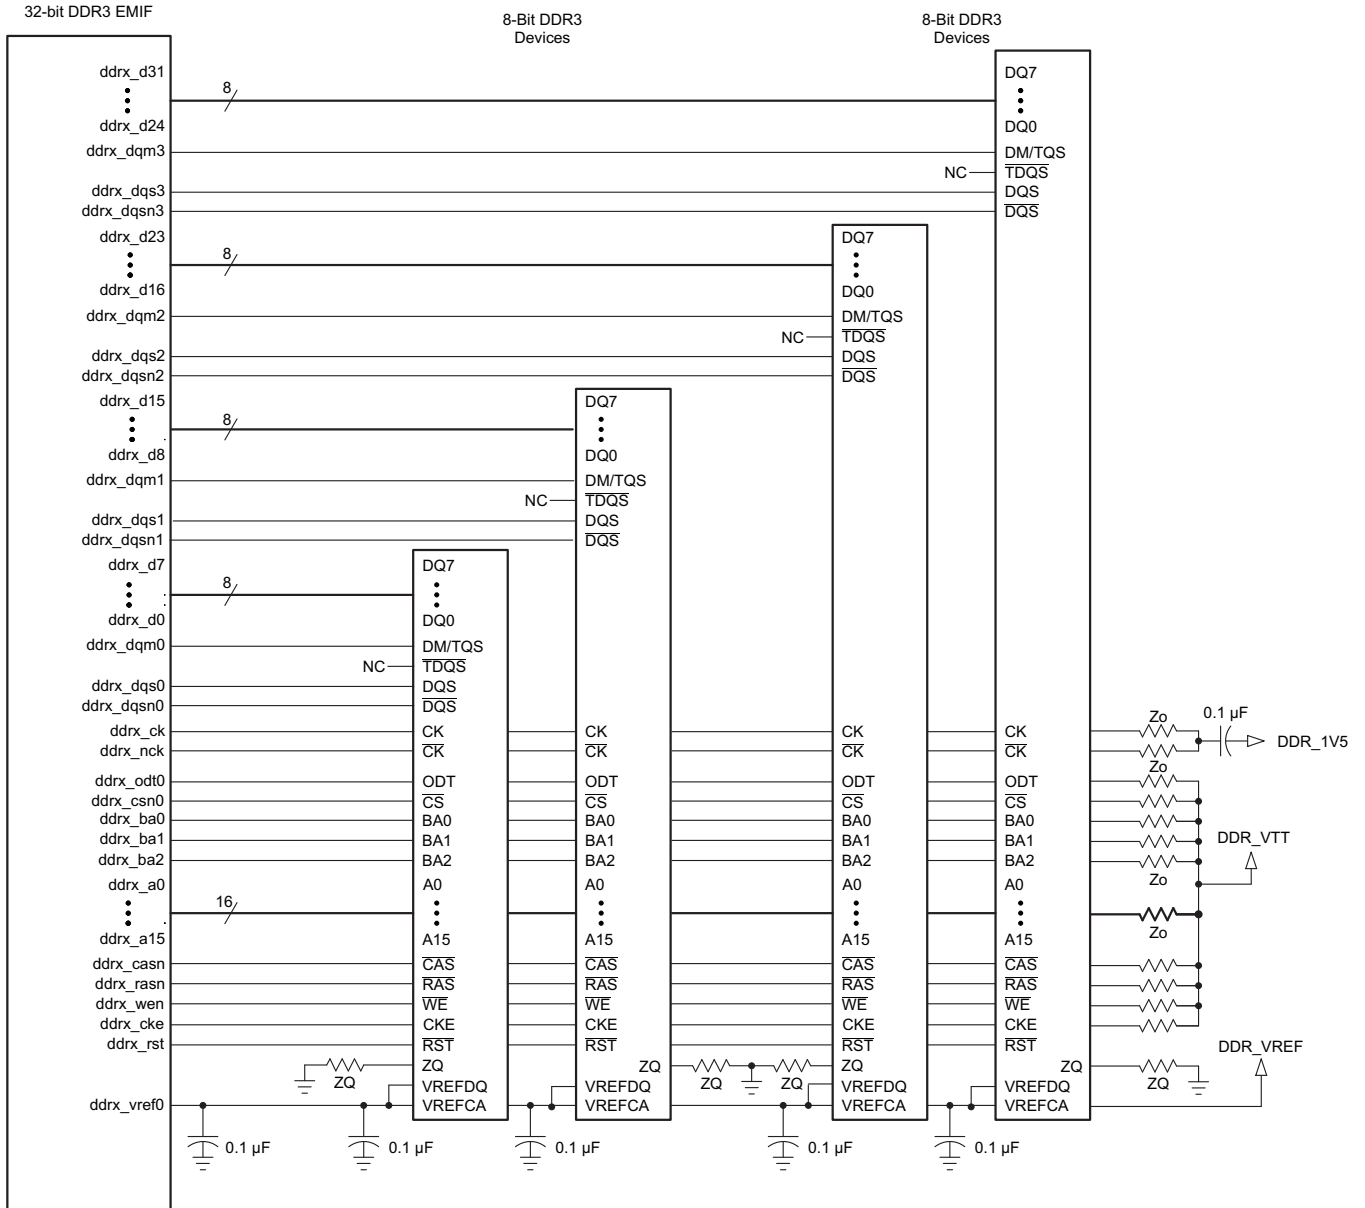 32-bit DDR3 EMIF
8-Bit DDR3
Devices
8-Bit DDR3
Devices
ddrx_d31
8
DQ7
ddrx_d24
DQ0
ddrx_dqm3
DM/TQS
NC
TDQS
ddrx_dqs3
DQS
ddrx_dqsn3
DQS
ddrx_d23
8
DQ7
ddrx_d16
DQ0
ddrx_dqm2
DM/TQS
NC
TDQS
ddrx_dqs2
DQS
ddrx_dqsn2
DQS
ddrx_d15
8
DQ7
ddrx_d8
DQ0
ddrx_dqm1
DM/TQS
NC
TDQS
ddrx_dqs1
DQS
ddrx_dqsn1
DQS
ddrx_d7
8
DQ7
ddrx_d0
DQ0
ddrx_dqm0
DM/TQS
NC
TDQS
ddrx_dqs0
DQS
ddrx_dqsn0
DQS
Zo
0.1 µF
ddrx_ck CK CK CK CK
DDR_1V5
ddrx_nck CK CK CK CK
Zo
ddrx_odt0 ODT ODT ODT ODT
ddrx_csn0 CS CS CS CS
ddrx_ba0 BA0 BA0 BA0 BA0
ddrx_ba1 BA1 BA1 BA1 BA1
DDR_VTT
ddrx_ba2 BA2 BA2 BA2 BA2
Zo
ddrx_a0 A0 A0 A0 A0
16
Zo
ddrx_a15 A15 A15 A15 A15
ddrx_casn CAS CAS CAS CAS
ddrx_rasn RAS RAS RAS RAS
ddrx_wen WE WE WE WE
ddrx_cke CKE CKE CKE CKE
ddrx_rst RST RST RST RST
DDR_VREF
ZQ ZQ ZQ ZQ
ZQ ZQ ZQ ZQ
VREFDQ VREFDQ VREFDQ VREFDQ
ddrx_vref0 VREFCA VREFCA VREFCA VREFCA
0.1 µF 0.1 µF 0.1 µF 0.1 µF 0.1 µF